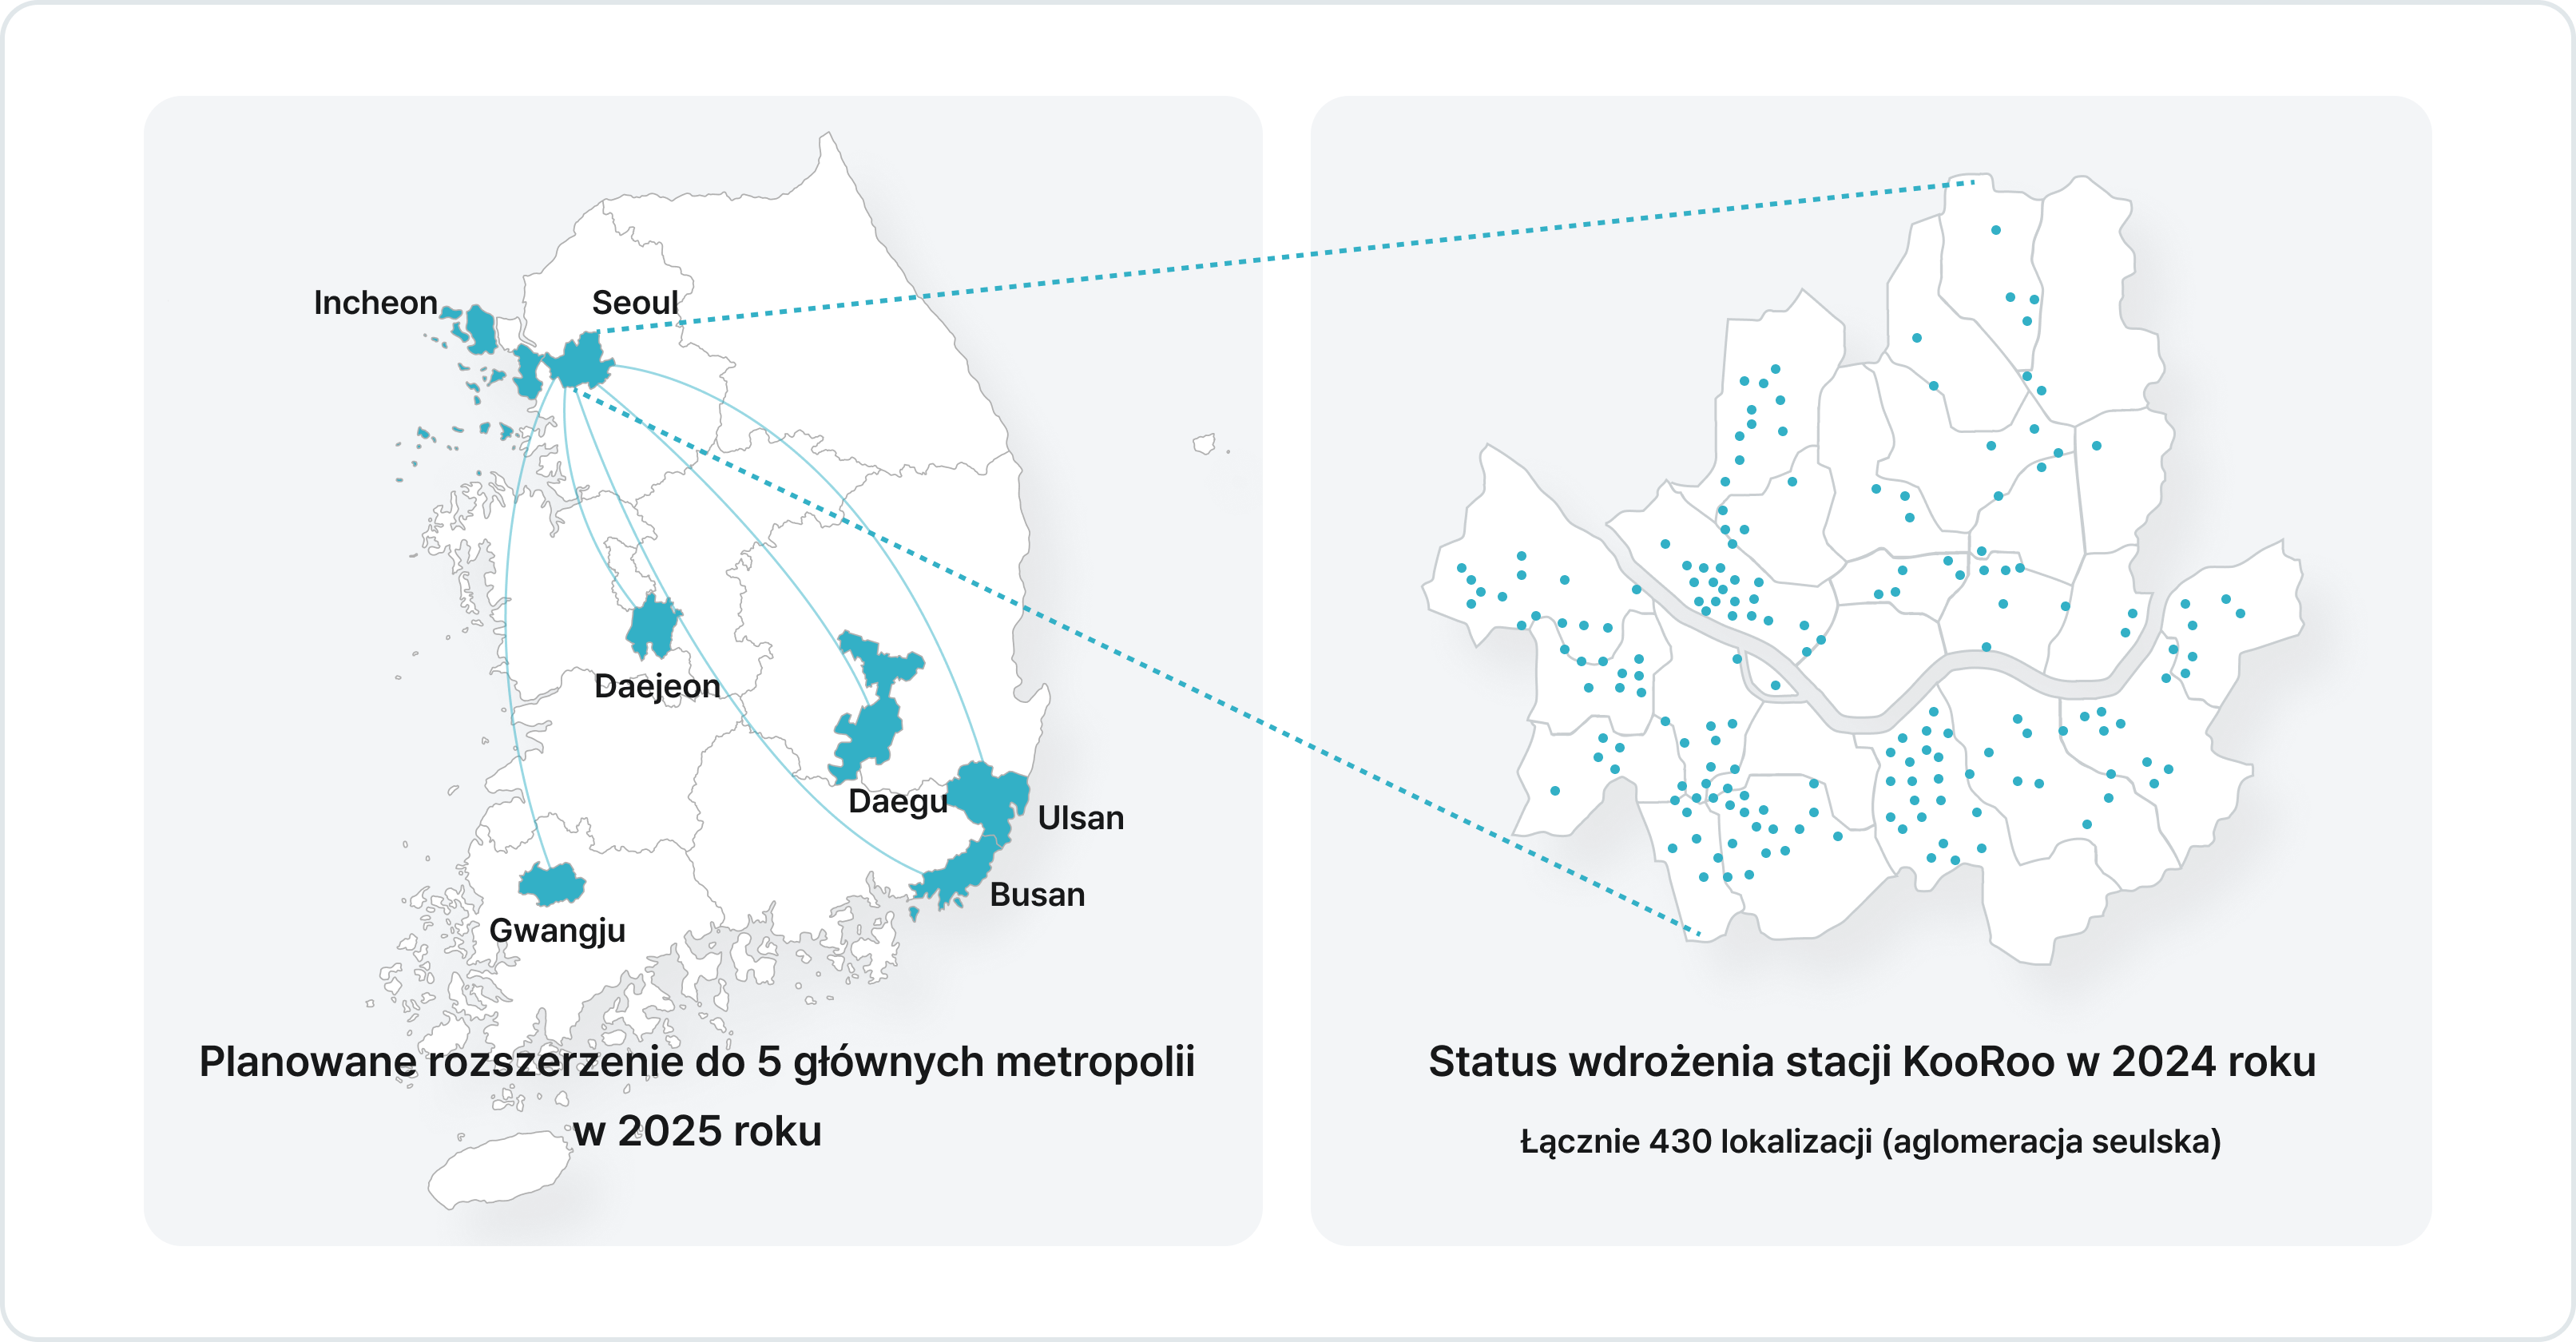 Incheon
Seoul
Daejeon
Daegu
Ulsan
Busan
Gwangju
Planowane rozszerzenie do 5 głównych metropolii
w 2025 roku
Status wdrożenia stacji KooRoo w 2024 roku
Łącznie 430 lokalizacji (aglomeracja seulska)